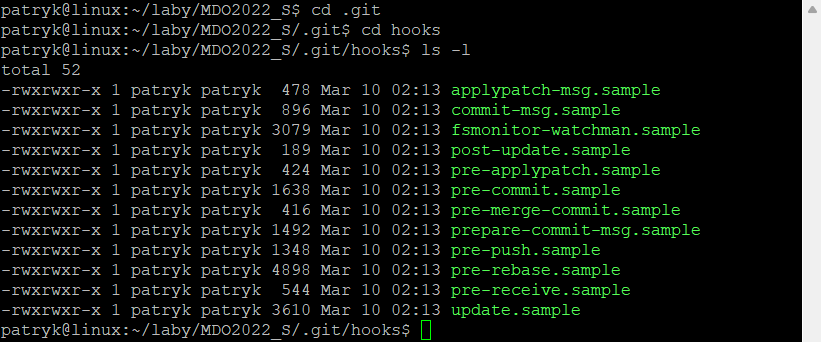 patryk@linux:~/laby/MDO2022_S$ cd .git
patryk@linux:~/laby/MDO2022_S/.git$ cd hooks
patryk@linux:~/laby/MDO2022_S/.git/hooks$ ls -l
total 52
-rwxrwxr-x 1 patryk patryk  478 Mar 10 02:13 applypatch-msg.sample
-rwxrwxr-x 1 patryk patryk  896 Mar 10 02:13 commit-msg.sample
-rwxrwxr-x 1 patryk patryk 3079 Mar 10 02:13 fsmonitor-watchman.sample
-rwxrwxr-x 1 patryk patryk  189 Mar 10 02:13 post-update.sample
-rwxrwxr-x 1 patryk patryk  424 Mar 10 02:13 pre-applypatch.sample
-rwxrwxr-x 1 patryk patryk 1638 Mar 10 02:13 pre-commit.sample
-rwxrwxr-x 1 patryk patryk  416 Mar 10 02:13 pre-merge-commit.sample
-rwxrwxr-x 1 patryk patryk 1492 Mar 10 02:13 prepare-commit-msg.sample
-rwxrwxr-x 1 patryk patryk 1348 Mar 10 02:13 pre-push.sample
-rwxrwxr-x 1 patryk patryk 4898 Mar 10 02:13 pre-rebase.sample
-rwxrwxr-x 1 patryk patryk  544 Mar 10 02:13 pre-receive.sample
-rwxrwxr-x 1 patryk patryk 3610 Mar 10 02:13 update.sample
patryk@linux:~/laby/MDO2022_S/.git/hooks$